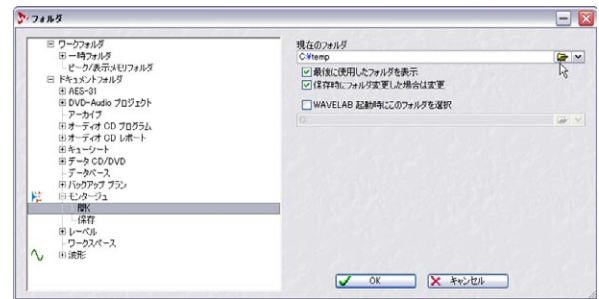 フォルダ
ワークフォルダ
一時フォルダ
ピーク/表示メモリフォルダ
ドキュメントフォルダ
AES-31
DVD-Audio プロジェクト
アーカイブ
オーディオ CD プログラム
オーディオ CD レポート
キューシート
データ CD/DVD
データベース
バックアップ プラン
モンタージュ
開く
保存
レーベル
ワークスペース
波形
現在のフォルダ
C:¥temp
最後に使用したフォルダを表示
保存時にフォルダ変更した場合は変更
WAVELAB 起動時にこのフォルダを選択
OK
キャンセル